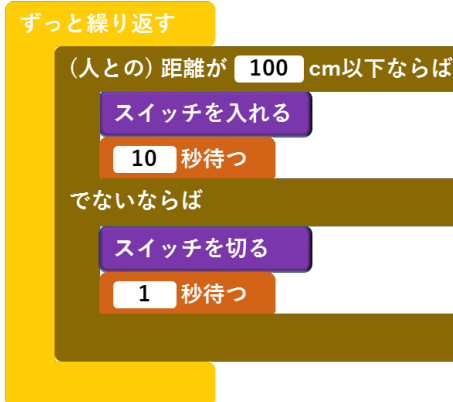 ずっと繰り返す
(人との) 距離が 100 cm以下ならば
スイッチを入れる
10 秒待つ
でないならば
スイッチを切る
1 秒待つ